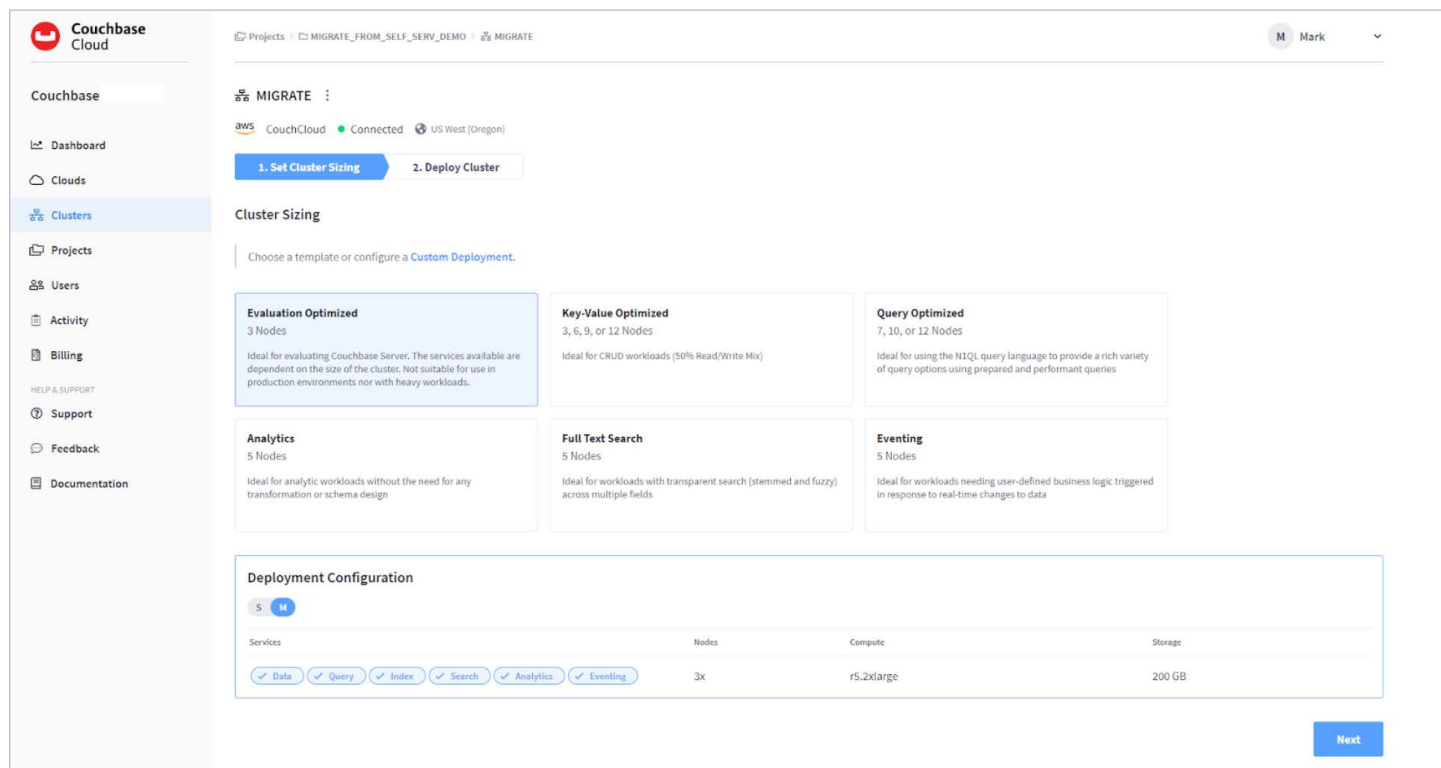 Couchbase
Cloud
Projects > MIGRATE_FROM_SELF_SERV_DEMO > MIGRATE
M Mark
Couchbase
Dashboard
Clouds
Clusters
Projects
Users
Activity
Billing
HELP & SUPPORT
Support
Feedback
Documentation
MIGRATE
aws CouchCloud Connected US West (Oregon)
1. Set Cluster Sizing 2. Deploy Cluster
Cluster Sizing
Choose a template or configure a Custom Deployment.
Evaluation Optimized
3 Nodes
Ideal for evaluating Couchbase Server. The services available are
dependent on the size of the cluster. Not suitable for use in
production environments nor with heavy workloads.
Key-Value Optimized
3, 6, 9, or 12 Nodes
Ideal for CRUD workloads (50% Read/Write Mix)
Query Optimized
7, 10, or 12 Nodes
Ideal for using the N1QL query language to provide a rich variety
of query options using prepared and performant queries
Analytics
5 Nodes
Ideal for analytic workloads without the need for any
transformation or schema design
Full Text Search
5 Nodes
Ideal for workloads with transparent search (stemmed and fuzzy)
across multiple fields
Eventing
5 Nodes
Ideal for workloads needing user-defined business logic triggered
in response to real-time changes to data
Deployment Configuration
S M
Services Nodes Compute Storage
Data Query Index Search Analytics Eventing 3x r5.2xlarge 200 GB
Next